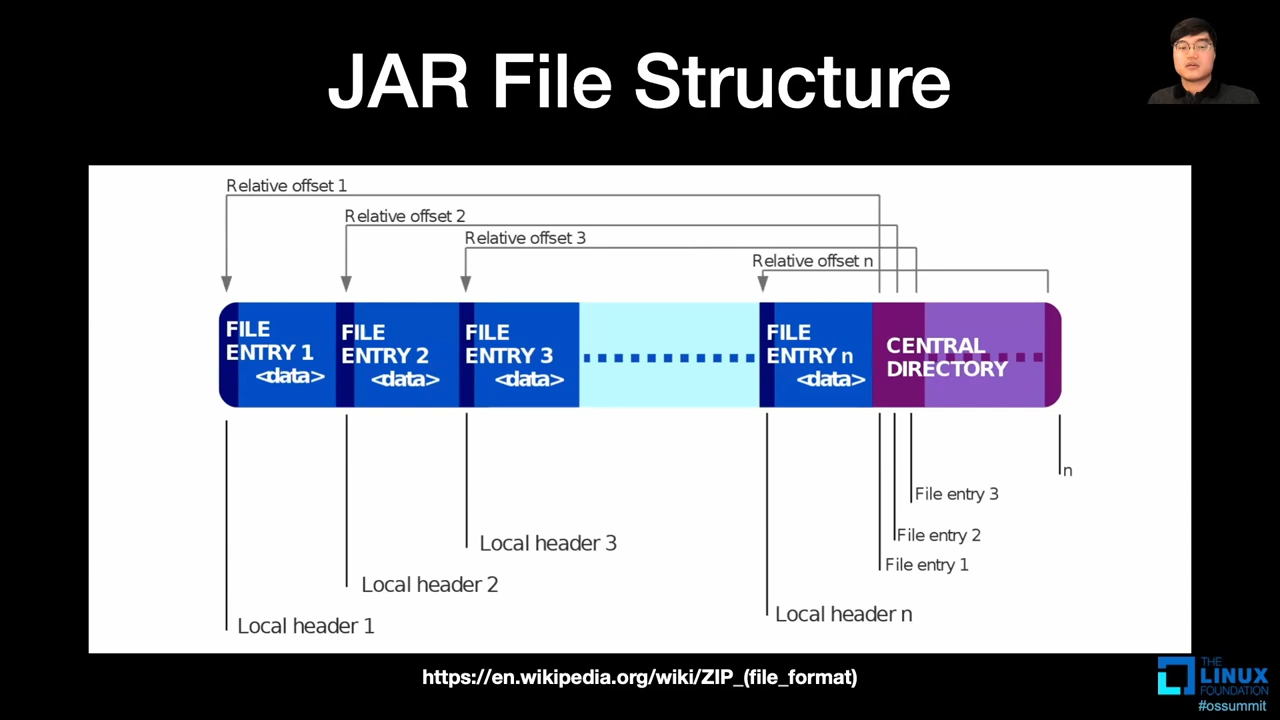 JAR File Structure
Relative offset 1
Relative offset 2
Relative offset 3
Relative offset n
FILE
ENTRY 1
<data>
FILE
ENTRY 2
<data>
FILE
ENTRY 3
<data>
FILE
ENTRY n
<data>
CENTRAL
DIRECTORY
n
File entry 3
File entry 2
File entry 1
Local header 3
Local header 2
Local header n
Local header 1
https://en.wikipedia.org/wiki/ZIP_(file_format)
THE
LINUX
FOUNDATION
#ossummit